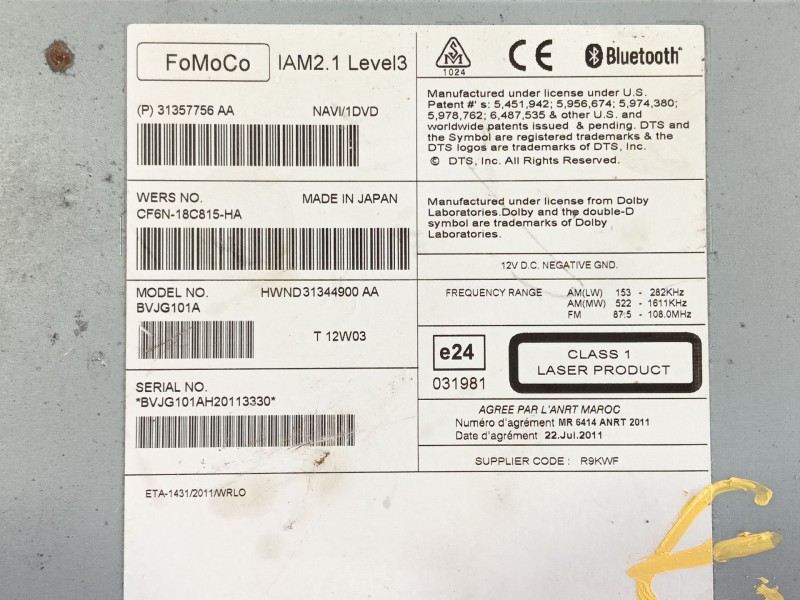 FoMoCo IAM2.1 Level3
(P) 31357756 AA NAVI/1DVD
WERS NO. MADE IN JAPAN
CF6N-18C815-HA
MODEL NO. HWND31344900 AA
BVJG101A
T 12W03
SERIAL NO.
*BVJG101AH20113330*
ETA-1431/2011/WRLO
SM
1024
CE
Bluetooth
Manufactured under license under U.S.
Patent #' s: 5,451,942; 5,956,674; 5,974,380;
5,978,762; 6,487,535 & other U.S. and
worldwide patents issued & pending. DTS and
the Symbol are registered trademarks & the
DTS logos are trademarks of DTS, Inc.
© DTS, Inc. All Rights Reserved.
Manufactured under license from Dolby
Laboratories.Dolby and the double-D
symbol are trademarks of Dolby
Laboratories.
12V D.C. NEGATIVE GND.
FREQUENCY RANGE AM(LW) 153 - 282KHz
AM(MW) 522 - 1611KHz
FM 87:5 - 108.0MHz
e24
031981
CLASS 1
LASER PRODUCT
AGREE PAR L'ANRT MAROC
Numéro d'agrément MR 6414 ANRT 2011
Date d'agrément 22.Jul.2011
SUPPLIER CODE : R9KWF